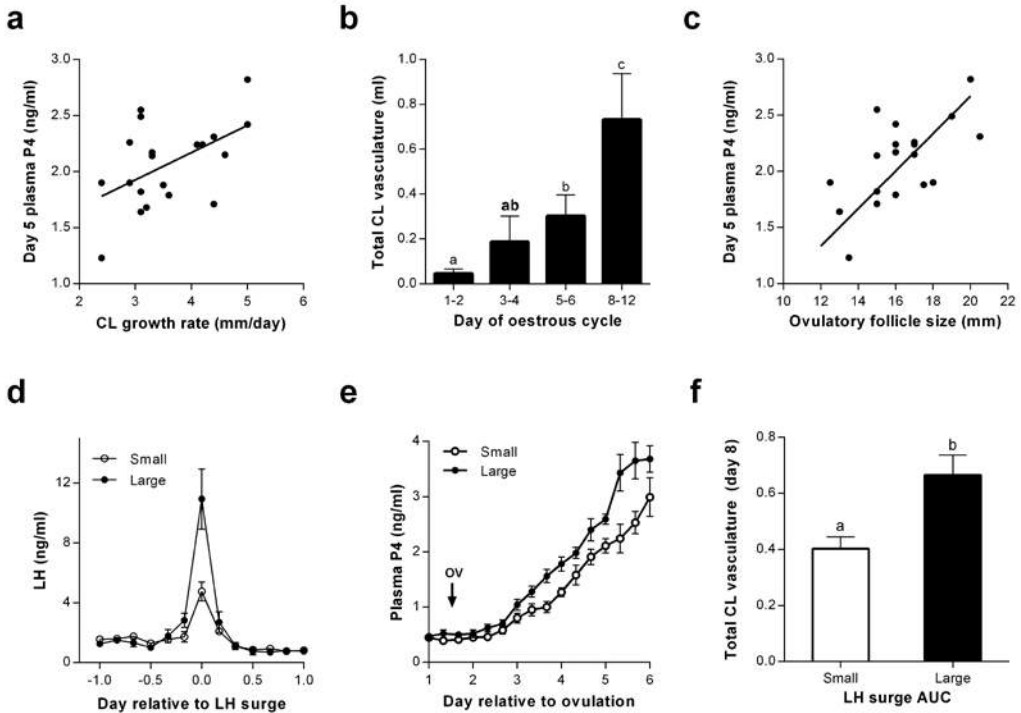 a
Day 5 plasma P4 (ng/ml)
3.0
2.5
2.0
1.5
1.0
2 3 4 5 6
CL growth rate (mm/day)
b
Total CL vasculature (ml)
1.0
0.8
0.6
0.4
0.2
0.0
a
ab
b
c
1-2 3-4 5-6 8-12
Day of oestrous cycle
c
Day 5 plasma P4 (ng/ml)
3.0
2.5
2.0
1.5
1.0
10 12 14 16 18 20 22
Ovulatory follicle size (mm)
d
LH (ng/ml)
12
8
4
0
Small
Large
-1.0 -0.5 0.0 0.5 1.0
Day relative to LH surge
e
Plasma P4 (ng/ml)
4
3
2
1
0
Small
Large
OV
1 2 3 4 5 6
Day relative to ovulation
f
Total CL vasculature (day 8)
0.8
0.6
0.4
0.2
0.0
a
b
Small Large
LH surge AUC